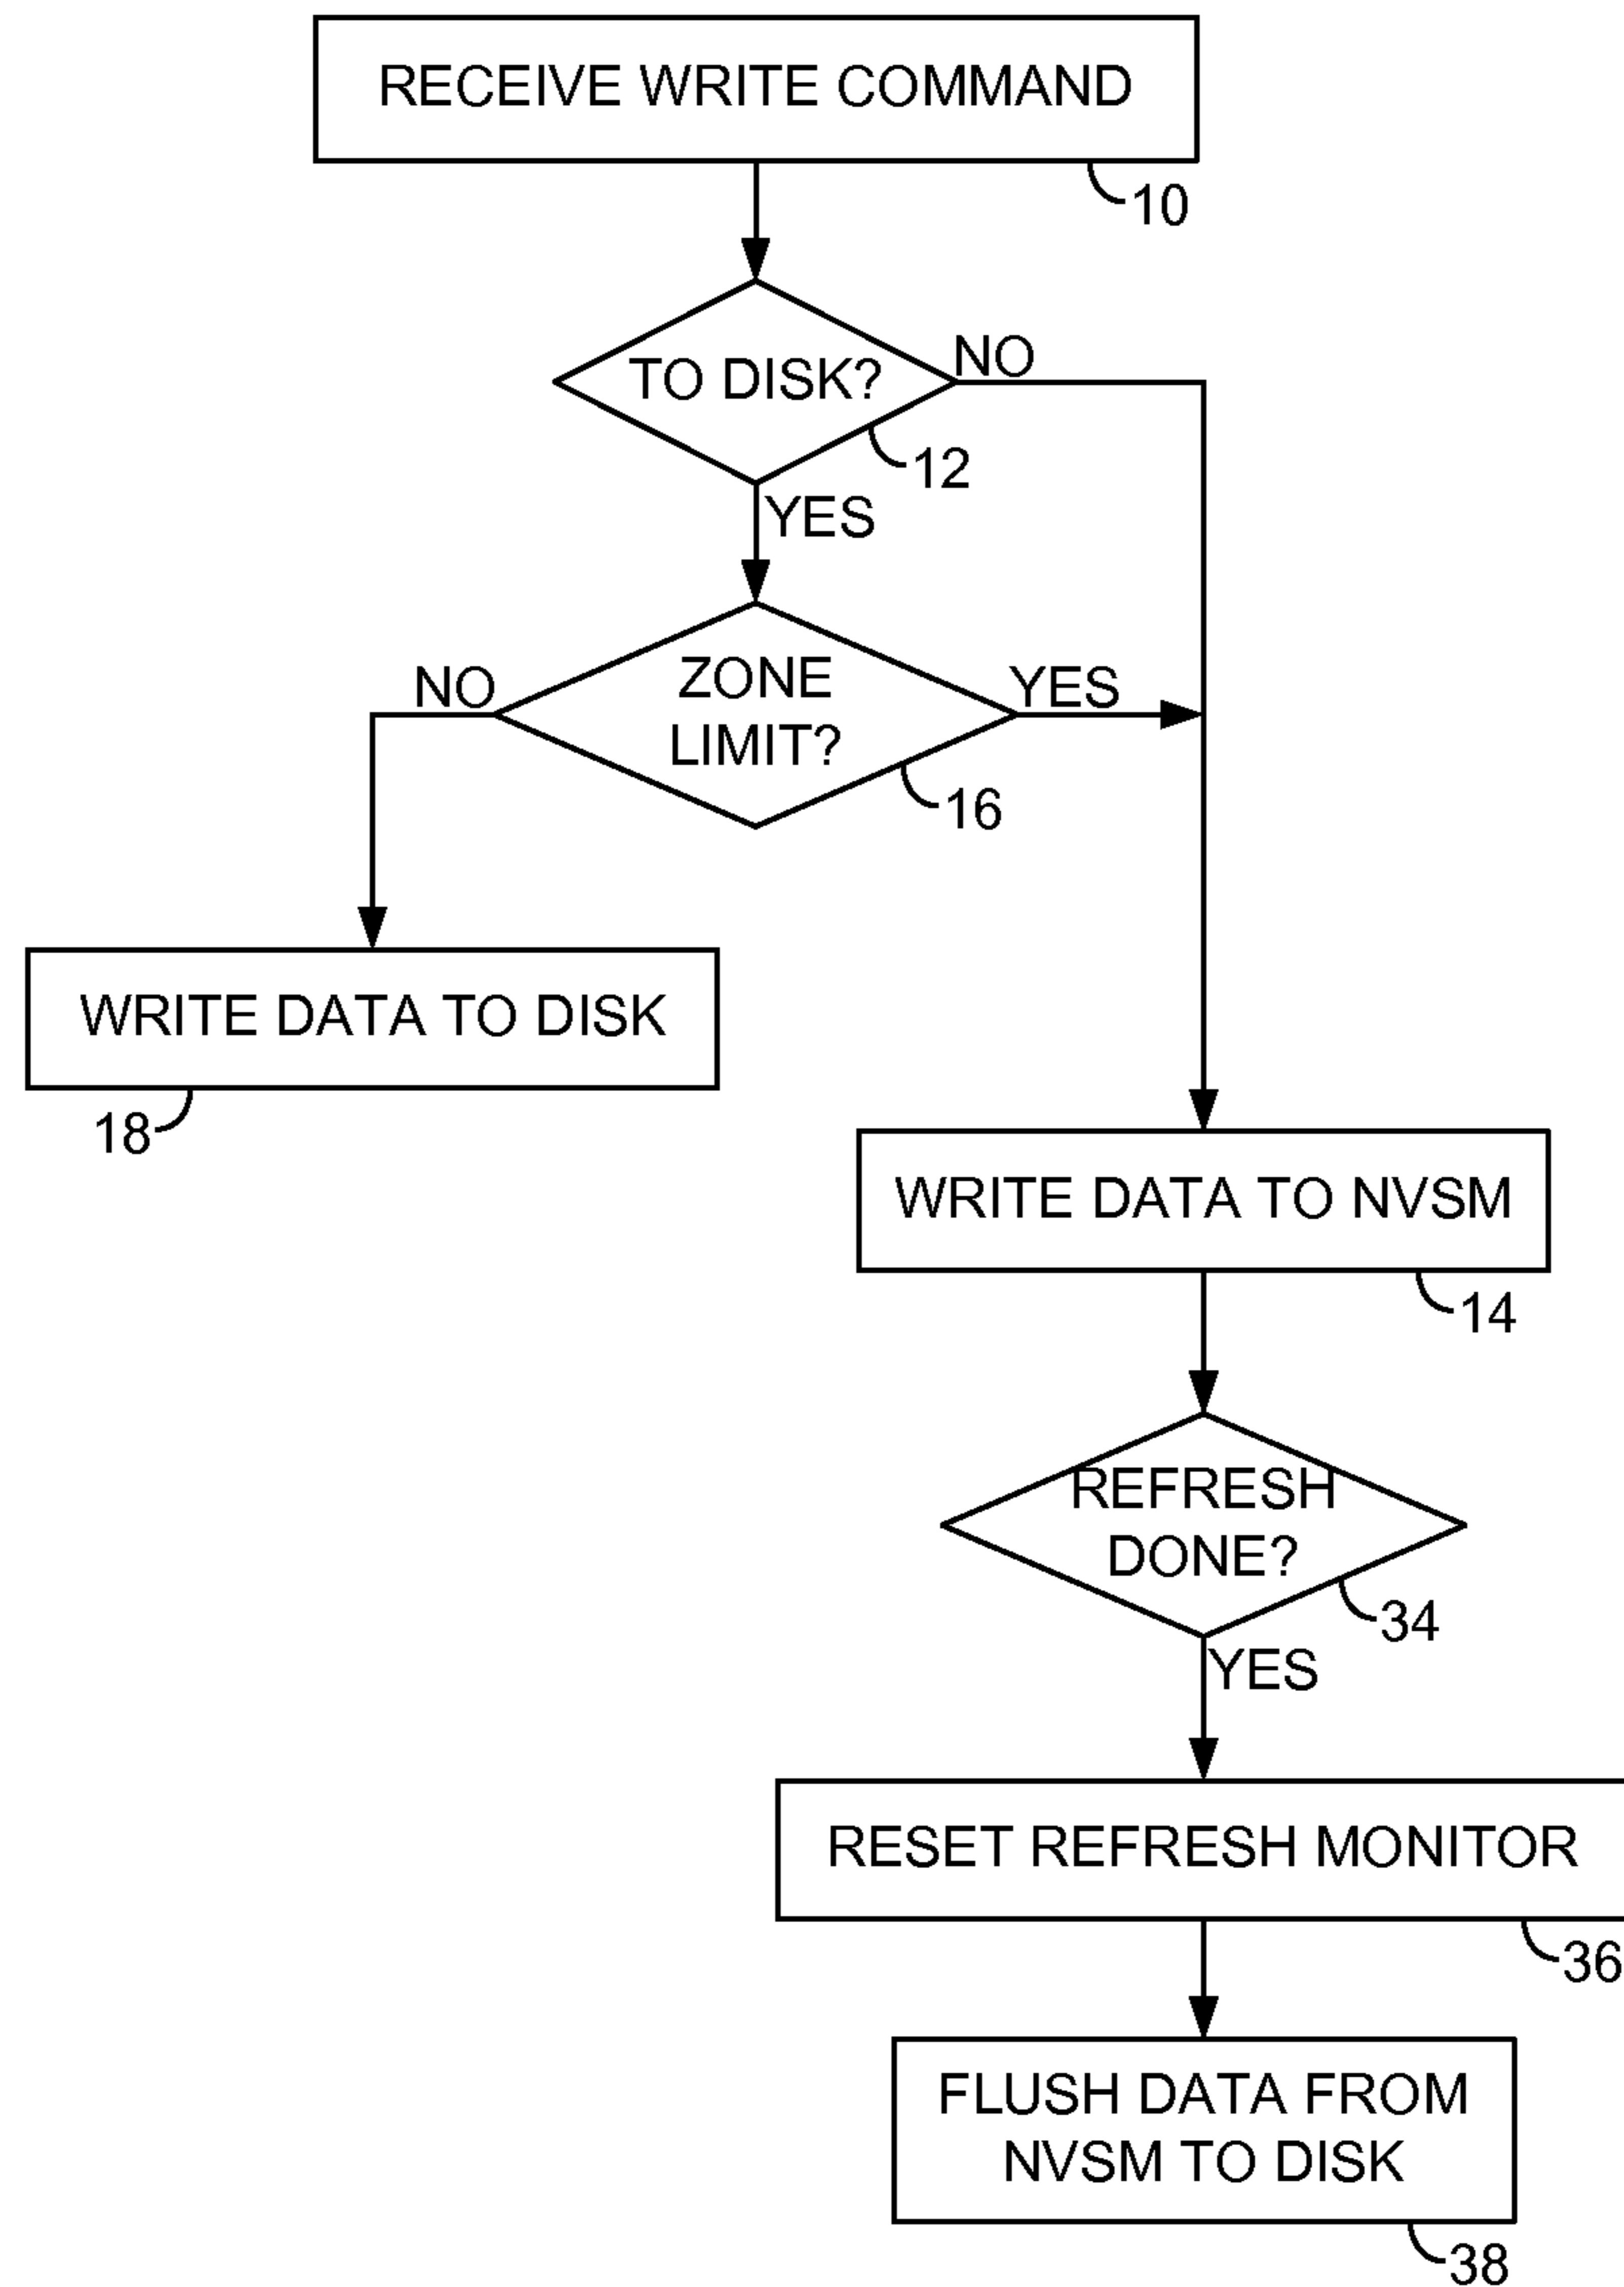 RECEIVE WRITE COMMAND
10
TO DISK?
NO
12
YES
NO
ZONE
LIMIT?
YES
16
WRITE DATA TO DISK
18
WRITE DATA TO NVSM
14
REFRESH
DONE?
34
YES
RESET REFRESH MONITOR
36
FLUSH DATA FROM
NVSM TO DISK
38